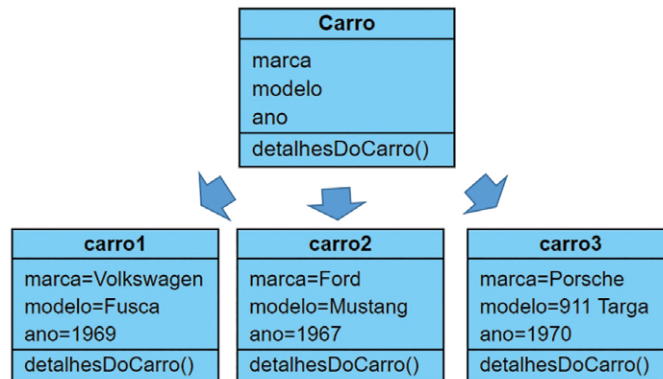 Carro
marca
modelo
ano
detalhesDoCarro()
carro1
marca=Volkswagen
modelo=Fusca
ano=1969
detalhesDoCarro()
carro2
marca=Ford
modelo=Mustang
ano=1967
detalhesDoCarro()
carro3
marca=Porsche
modelo=911 Targa
ano=1970
detalhesDoCarro()